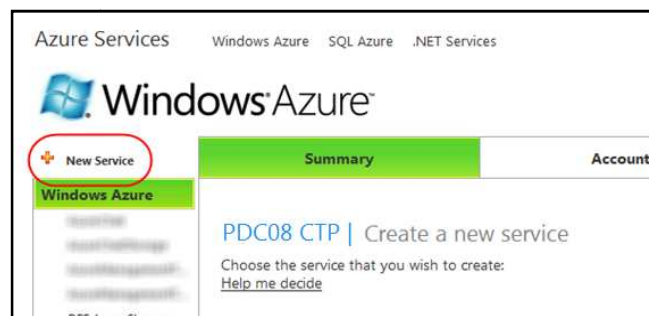 Azure Services Windows Azure SQL Azure .NET Services
Windows Azure™
New Service Summary Account
Windows Azure
PDC08 CTP | Create a new service
Choose the service that you wish to create:
Help me decide